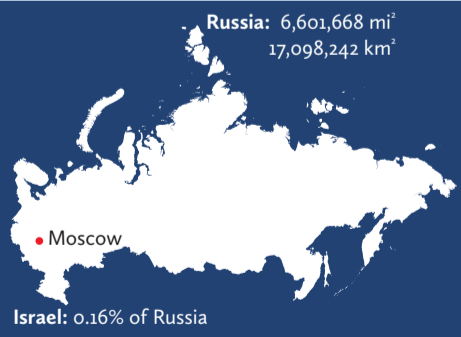 Russia: 6,601,668 mi²
17,098,242 km²
Moscow
Israel: 0.16% of Russia